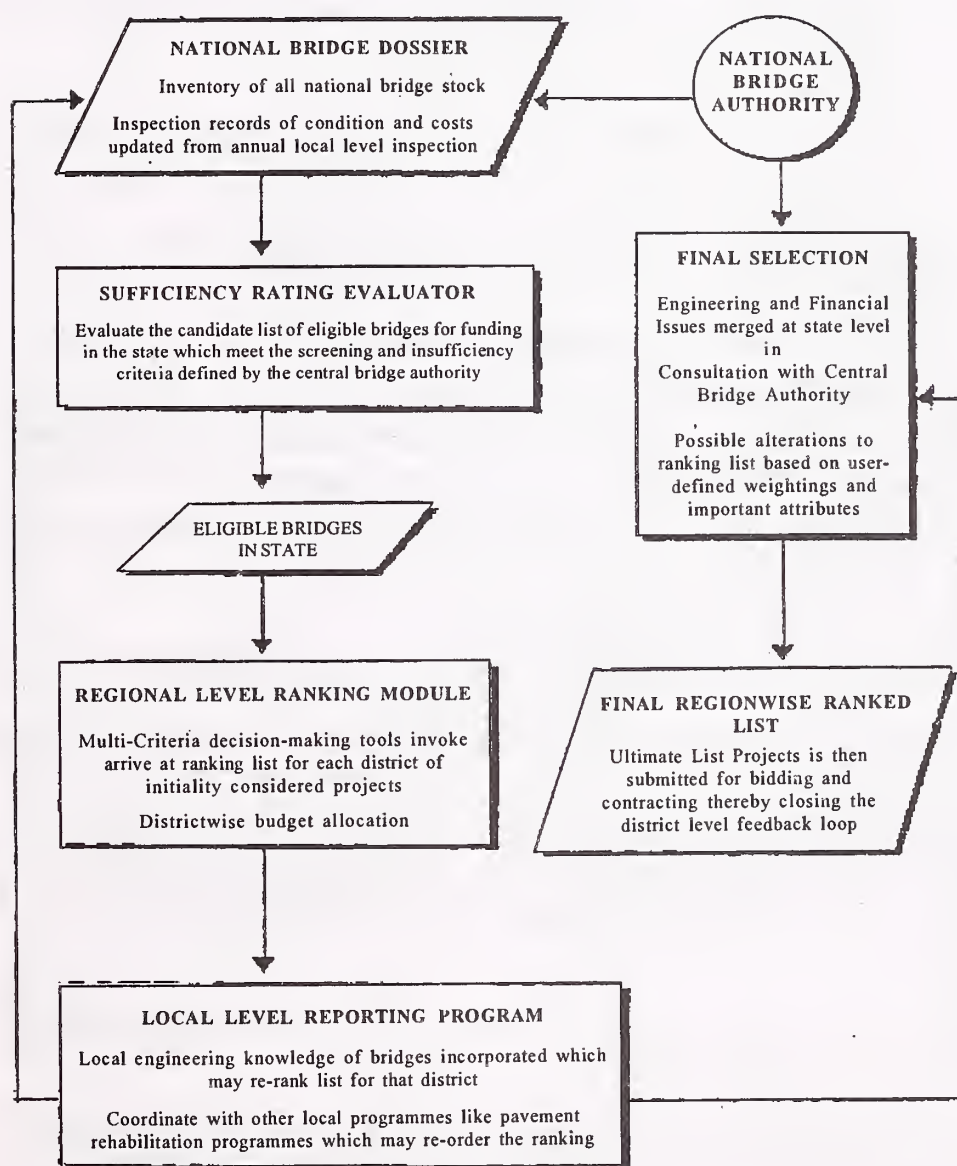 NATIONAL BRIDGE DOSSIER
Inventory of all national bridge stock
Inspection records of condition and costs
updated from annual local level inspection
NATIONAL
BRIDGE
AUTHORITY
SUFFICIENCY RATING EVALUATOR
Evaluate the candidate list of eligible bridges for funding
in the state which meet the screening and insufficiency
criteria defined by the central bridge authority
FINAL SELECTION
Engineering and Financial
Issues merged at state level
in
Consultation with Central
Bridge Authority
Possible alterations to
ranking list based on user-
defined weightings and
important attributes
ELIGIBLE BRIDGES
IN STATE
REGIONAL LEVEL RANKING MODULE
Multi-Criteria decision-making tools invoke
arrive at ranking list for each district of
initiality considered projects
Districtwise budget allocation
FINAL REGIONWISE RANKED
LIST
Ultimate List Projects is then
submitted for bidding and
contracting thereby closing the
district level feedback loop
LOCAL LEVEL REPORTING PROGRAM
Local engineering knowledge of bridges incorporated which
may re-rank list for that district
Coordinate with other local programmes like pavement
rehabilitation programmes which may re-order the ranking